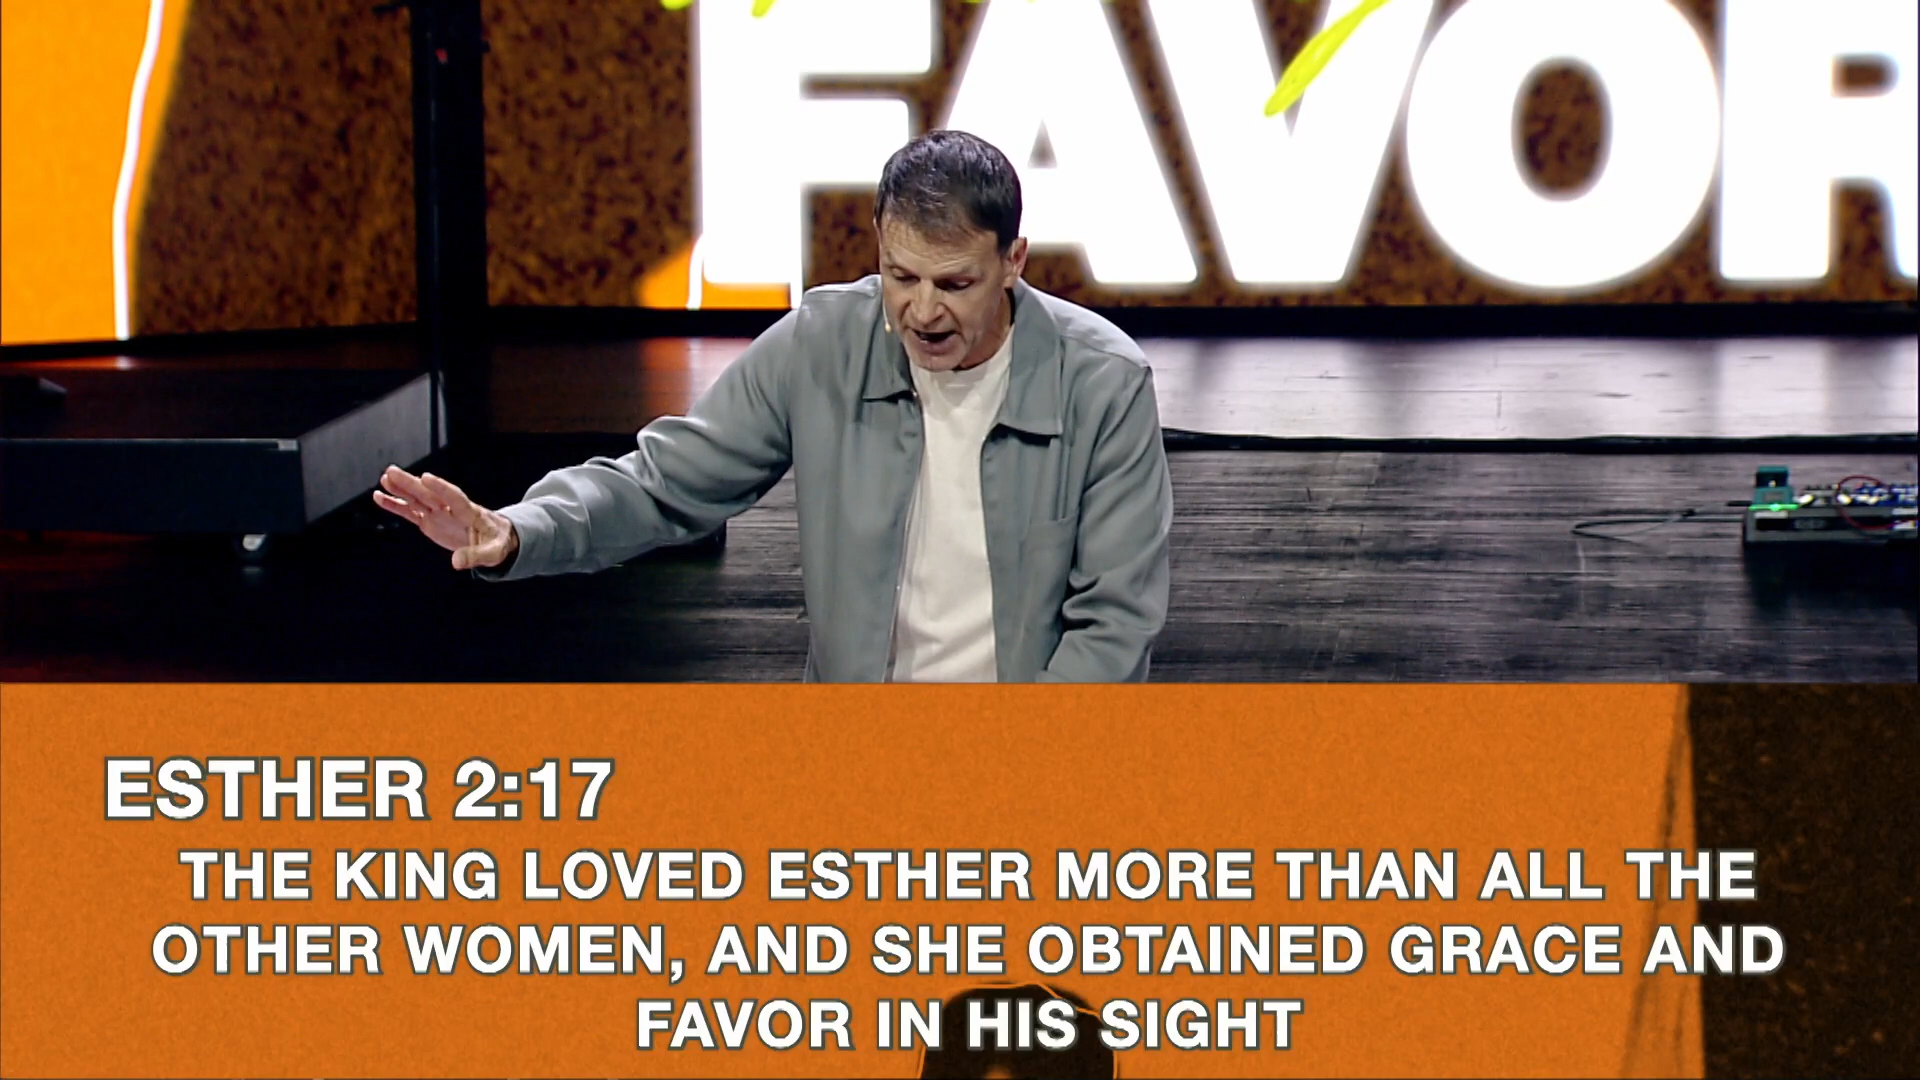 FAVOR
ESTHER 2:17
THE KING LOVED ESTHER MORE THAN ALL THE
OTHER WOMEN, AND SHE OBTAINED GRACE AND
FAVOR IN HIS SIGHT